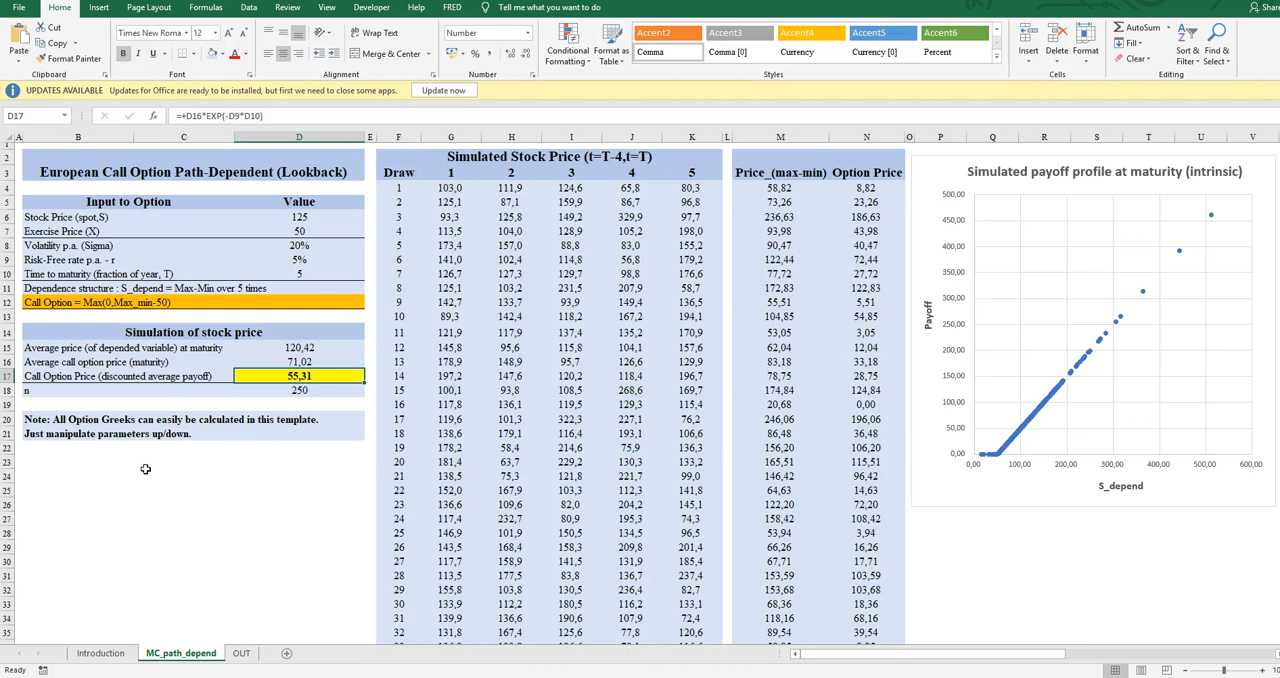 File Home Insert Page Layout Formulas Data Review View Developer Help FRED Tell me what you want to do Share
Paste Cut Copy Format Painter Clipboard
Times New Roma 12 B I U Font
Wrap Text Merge & Center Alignment
Number % Number
Conditional Formatting Format as Table
Accent2 Accent3 Accent4 Accent5 Accent6
Comma Comma [0] Currency Currency [0] Percent
Styles
Insert Delete Format Cells
AutoSum Fill Clear Sort & Filter Find & Select Editing
UPDATES AVAILABLE Updates for Office are ready to be installed, but first we need to close some apps. Update now
D17 fx =+D16*EXP(-D9*D10)
A B C D E F G H I J K L M N O P Q R S T U V
European Call Option Path-Dependent (Lookback)
Input to Option Value
Stock Price (spot,S) 125
Exercise Price (X) 50
Volatility p.a. (Sigma) 20%
Risk-Free rate p.a. - r 5%
Time to maturity (fraction of year, T) 5
Dependence structure : S_depend = Max-Min over 5 times
Call Option = Max(0,Max_min-50)
Simulation of stock price
Average price (of depended variable) at maturity 120,42
Average call option price (maturity) 71,02
Call Option Price (discounted average payoff) 55,31
n 250
Note: All Option Greeks can easily be calculated in this template.
Just manipulate parameters up/down.
Simulated Stock Price (t=T-4,t=T)
Draw 1 2 3 4 5 Price_(max-min) Option Price
1 103,0 111,9 124,6 65,8 80,3 58,82 8,82
2 125,1 87,1 159,9 86,7 96,8 73,26 23,26
3 93,3 125,8 149,2 329,9 97,7 236,63 186,63
4 113,5 104,0 128,9 105,2 198,0 93,98 43,98
5 173,4 157,0 88,8 83,0 155,2 90,47 40,47
6 141,0 102,4 114,8 56,8 179,2 122,44 72,44
7 126,7 127,3 129,7 98,8 176,6 77,72 27,72
8 125,1 103,2 231,5 207,9 58,7 172,83 122,83
9 142,7 137,7 93,9 149,4 136,5 55,51 5,51
10 89,3 142,4 118,2 167,2 194,1 104,85 54,85
11 121,9 117,9 137,4 135,2 170,9 53,05 3,05
12 145,8 95,6 115,8 104,1 157,6 62,04 12,04
13 178,9 148,9 95,7 126,6 129,9 83,18 33,18
14 197,2 147,6 120,2 118,4 196,7 78,75 28,75
15 100,1 93,8 108,5 268,6 169,7 174,84 124,84
16 117,8 136,1 119,5 129,3 115,4 20,68 0,00
17 119,6 101,3 322,3 227,1 76,2 246,06 196,06
18 138,6 179,1 116,4 193,1 106,6 86,48 36,48
19 178,2 58,4 214,6 75,9 136,3 156,20 106,20
20 181,4 63,7 229,2 130,3 133,2 165,51 115,51
21 138,5 75,3 121,8 221,7 99,0 146,42 96,42
22 152,0 167,9 103,3 112,3 141,8 64,63 14,63
23 136,6 109,6 82,0 204,2 145,1 122,20 72,20
24 117,4 232,7 80,9 195,3 74,3 158,42 108,42
25 146,9 101,9 150,5 134,5 96,5 53,94 3,94
26 143,5 168,4 158,3 209,8 201,4 66,26 16,26
27 117,7 158,9 141,5 131,9 185,4 67,71 17,71
28 113,5 177,5 83,8 136,7 237,4 153,59 103,59
29 155,8 103,8 130,5 236,4 82,7 153,68 103,68
30 133,9 112,2 180,5 116,2 133,1 68,36 18,36
31 139,9 136,6 190,6 107,9 72,4 118,16 68,16
32 131,8 167,4 125,6 77,8 120,6 89,54 39,54
Simulated payoff profile at maturity (intrinsic)
500,00
450,00
400,00
350,00
300,00
250,00
200,00
150,00
100,00
50,00
0,00
Payoff
0,00 100,00 200,00 300,00 400,00 500,00 600,00
S_depend
Introduction MC_path_depend OUT
Ready 10